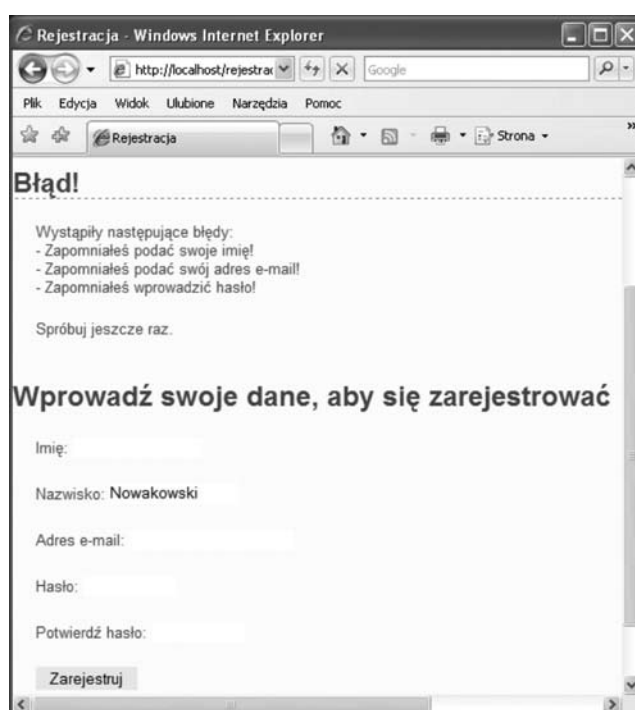 Rejestracja - Windows Internet Explorer
http://localhost/rejestrac
Google
Plik Edycja Widok Ulubione Narzędzia Pomoc
Rejestracja
Strona
»
Błąd!
Wystąpiły następujące błędy:
- Zapomniałeś podać swoje imię!
- Zapomniałeś podać swój adres e-mail!
- Zapomniałeś wprowadzić hasło!
Spróbuj jeszcze raz.
Wprowadź swoje dane, aby się zarejestrować
Imię:
Nazwisko: Nowakowski
Adres e-mail:
Hasło:
Potwierdź hasło:
Zarejestruj